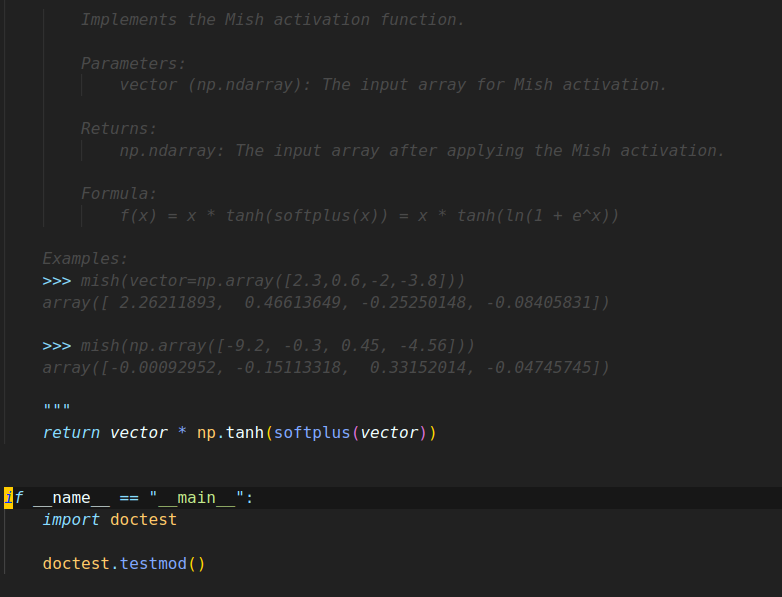 Implements the Mish activation function.
Parameters:
vector (np.ndarray): The input array for Mish activation.
Returns:
np.ndarray: The input array after applying the Mish activation.
Formula:
f(x) = x * tanh(softplus(x)) = x * tanh(ln(1 + e^x))
Examples:
>>> mish(vector=np.array([2.3,0.6,-2,-3.8]))
array([ 2.26211893,  0.46613649, -0.25250148, -0.08405831])
>>> mish(np.array([-9.2, -0.3, 0.45, -4.56]))
array([-0.00092952, -0.15113318,  0.33152014, -0.04745745])
"""
return vector * np.tanh(softplus(vector))
if __name__ == "__main__":
import doctest
doctest.testmod()